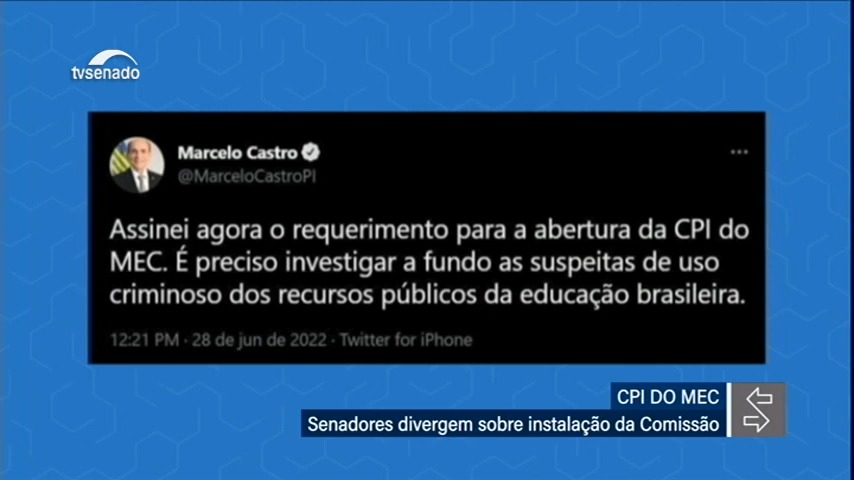 tvsenado
Marcelo Castro
@MarceloCastroPI
Assinei agora o requerimento para a abertura da CPI do
MEC. É preciso investigar a fundo as suspeitas de uso
criminoso dos recursos públicos da educação brasileira.
12:21 PM · 28 de jun de 2022 · Twitter for iPhone
CPI DO MEC
Senadores divergem sobre instalação da Comissão